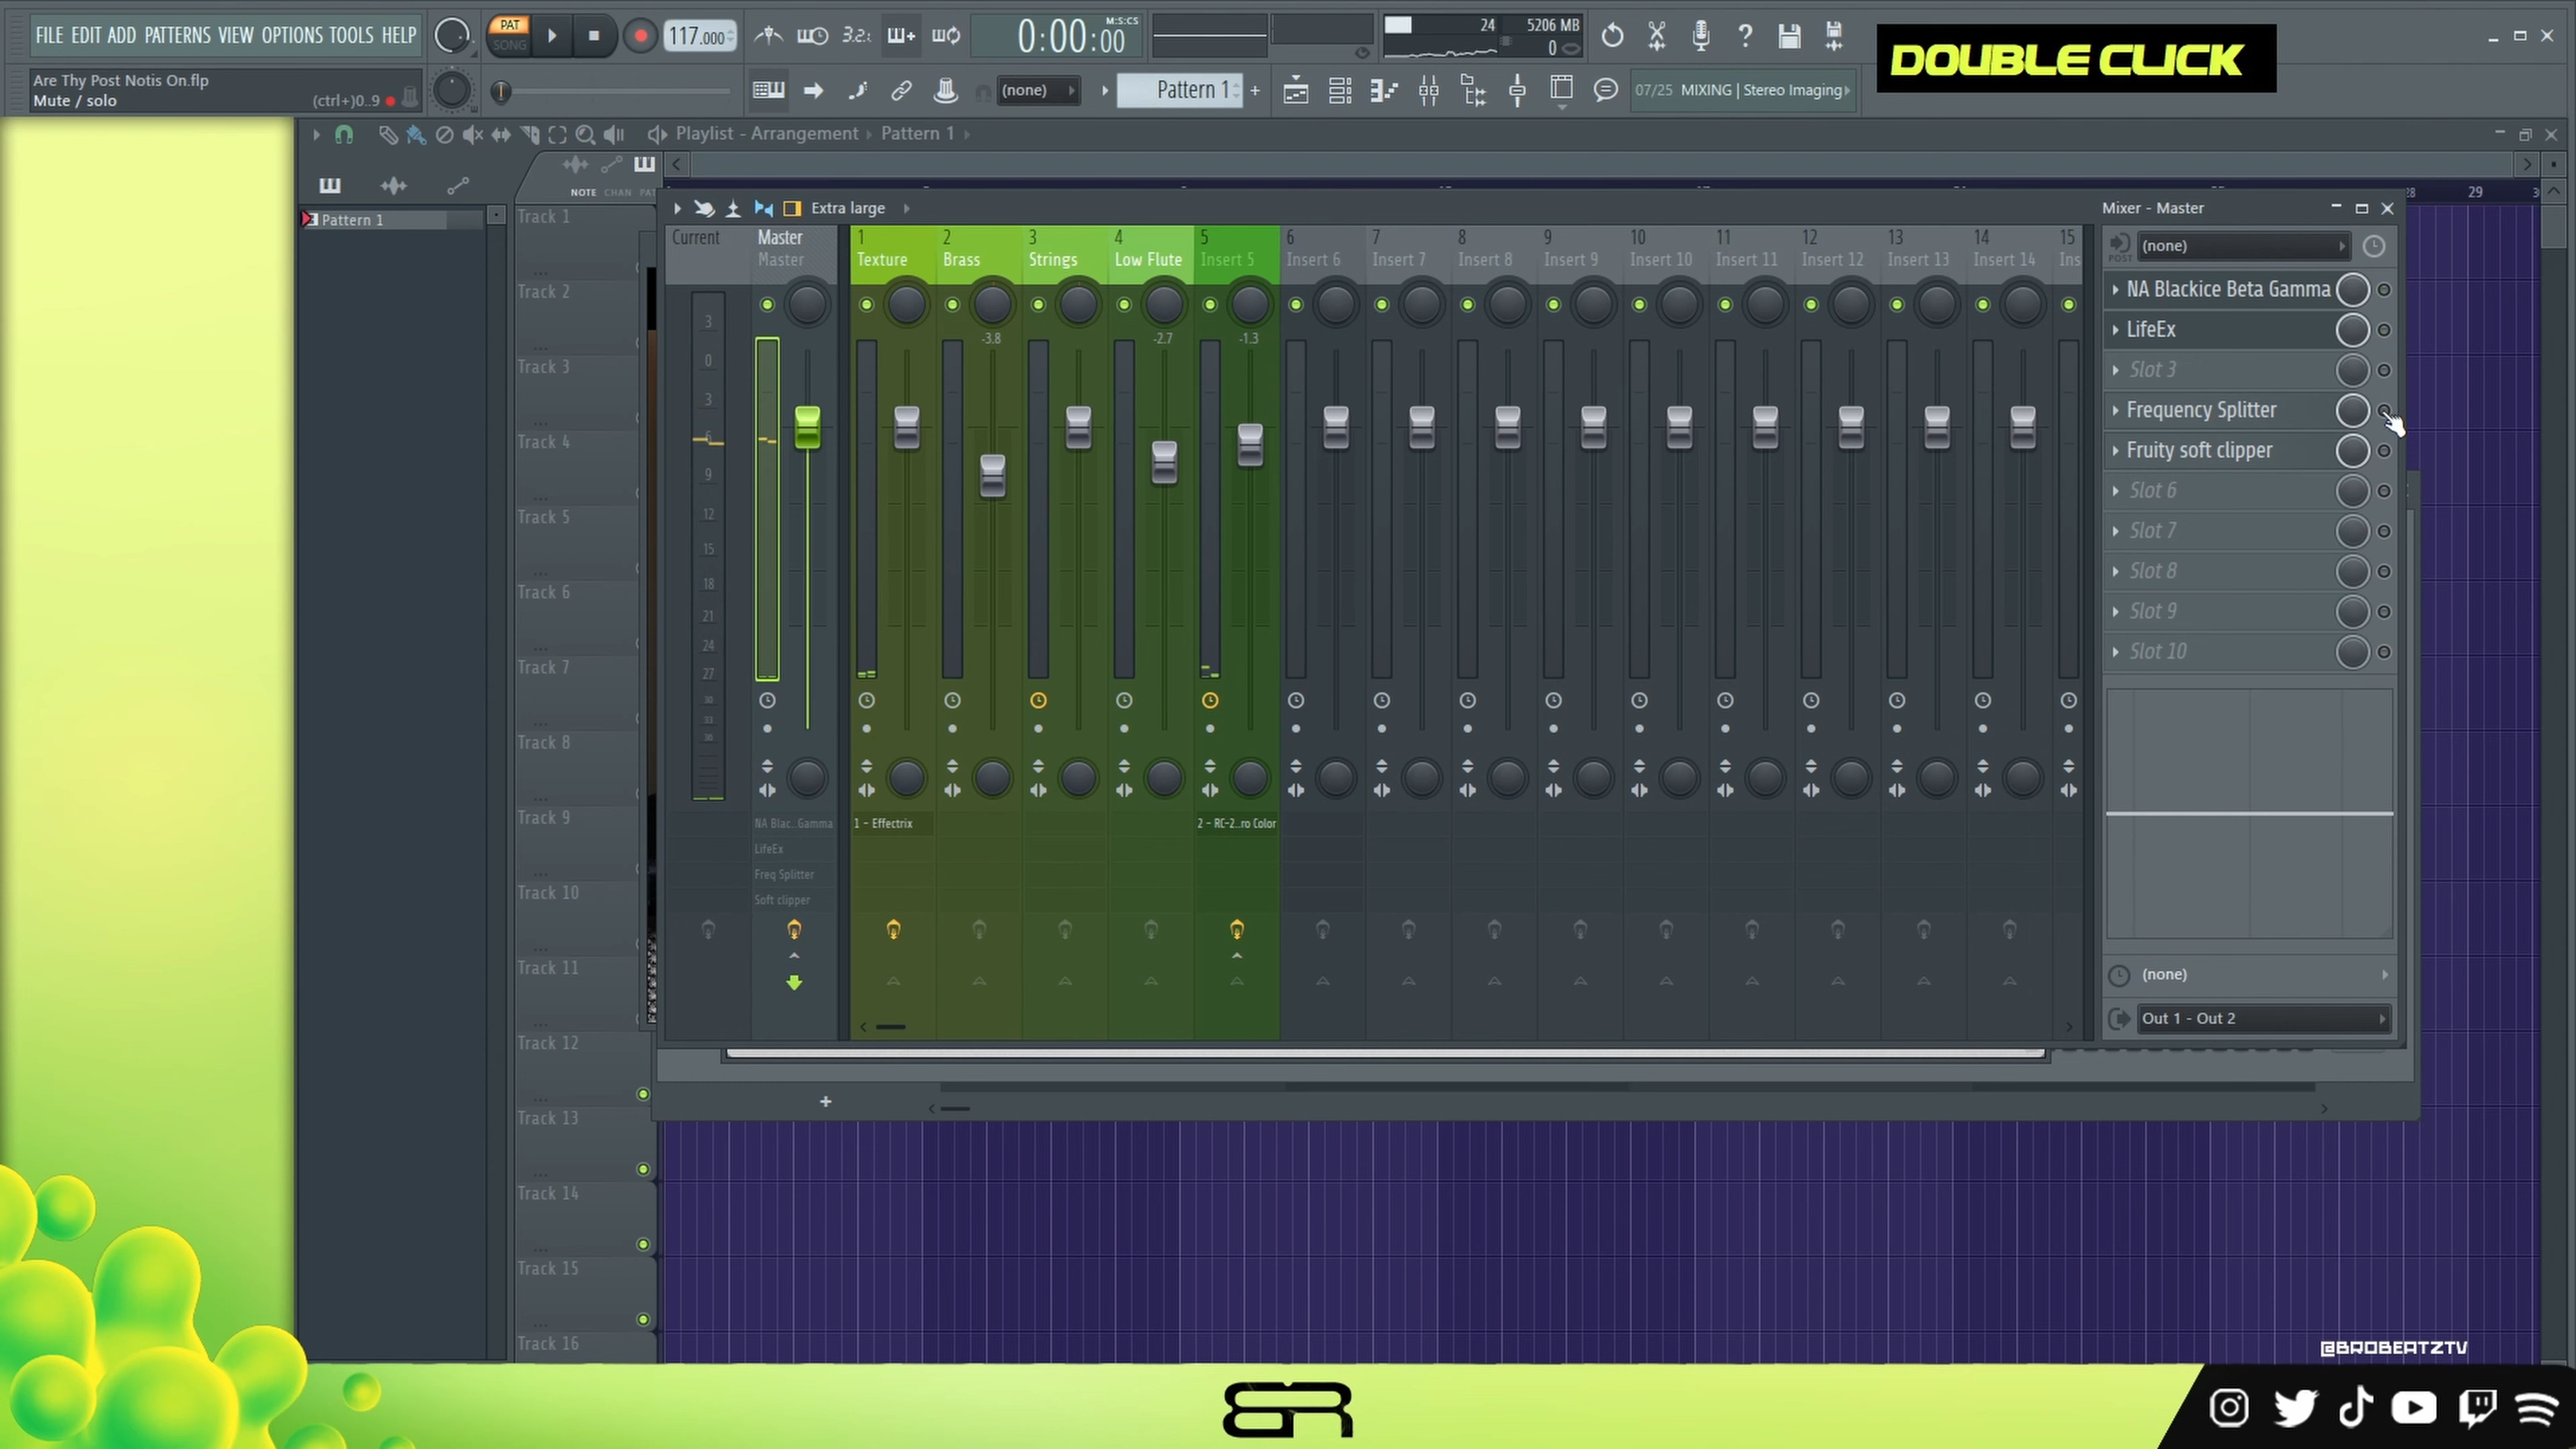 FILE EDIT ADD PATTERNS VIEW OPTIONS TOOLS HELP
PAT
SONG
117.000
3.2.
M:S:CS
0:00:00
24
5206 MB
0
DOUBLE CLICK
Are Thy Post Notis On.flp
Mute / solo
(ctrl+)0..9
(none)
Pattern 1
+
07/25 MIXING | Stereo Imaging
Playlist - Arrangement
Pattern 1
NOTE CHAN PAT
29
Pattern 1
Track 1
Track 2
Track 3
Track 4
Track 5
Track 6
Track 7
Track 8
Track 9
Track 10
Track 11
Track 12
Track 13
Track 14
Track 15
Track 16
Extra large
Mixer - Master
Current
Master
Master
1
Texture
2
Brass
3
Strings
4
Low Flute
5
Insert 5
6
Insert 6
7
Insert 7
8
Insert 8
9
Insert 9
10
Insert 10
11
Insert 11
12
Insert 12
13
Insert 13
14
Insert 14
15
Ins
-3.8
-2.7
-1.3
3
0
3
6
9
12
15
18
21
24
27
30
33
36
NA Blac..Gamma
LifeEx
Freq Splitter
Soft clipper
1 - Effectrix
2 - RC-2..ro Color
(none)
POST
NA Blackice Beta Gamma
LifeEx
Slot 3
Frequency Splitter
Fruity soft clipper
Slot 6
Slot 7
Slot 8
Slot 9
Slot 10
(none)
Out 1 - Out 2
+
@BROBEATZTV
BR